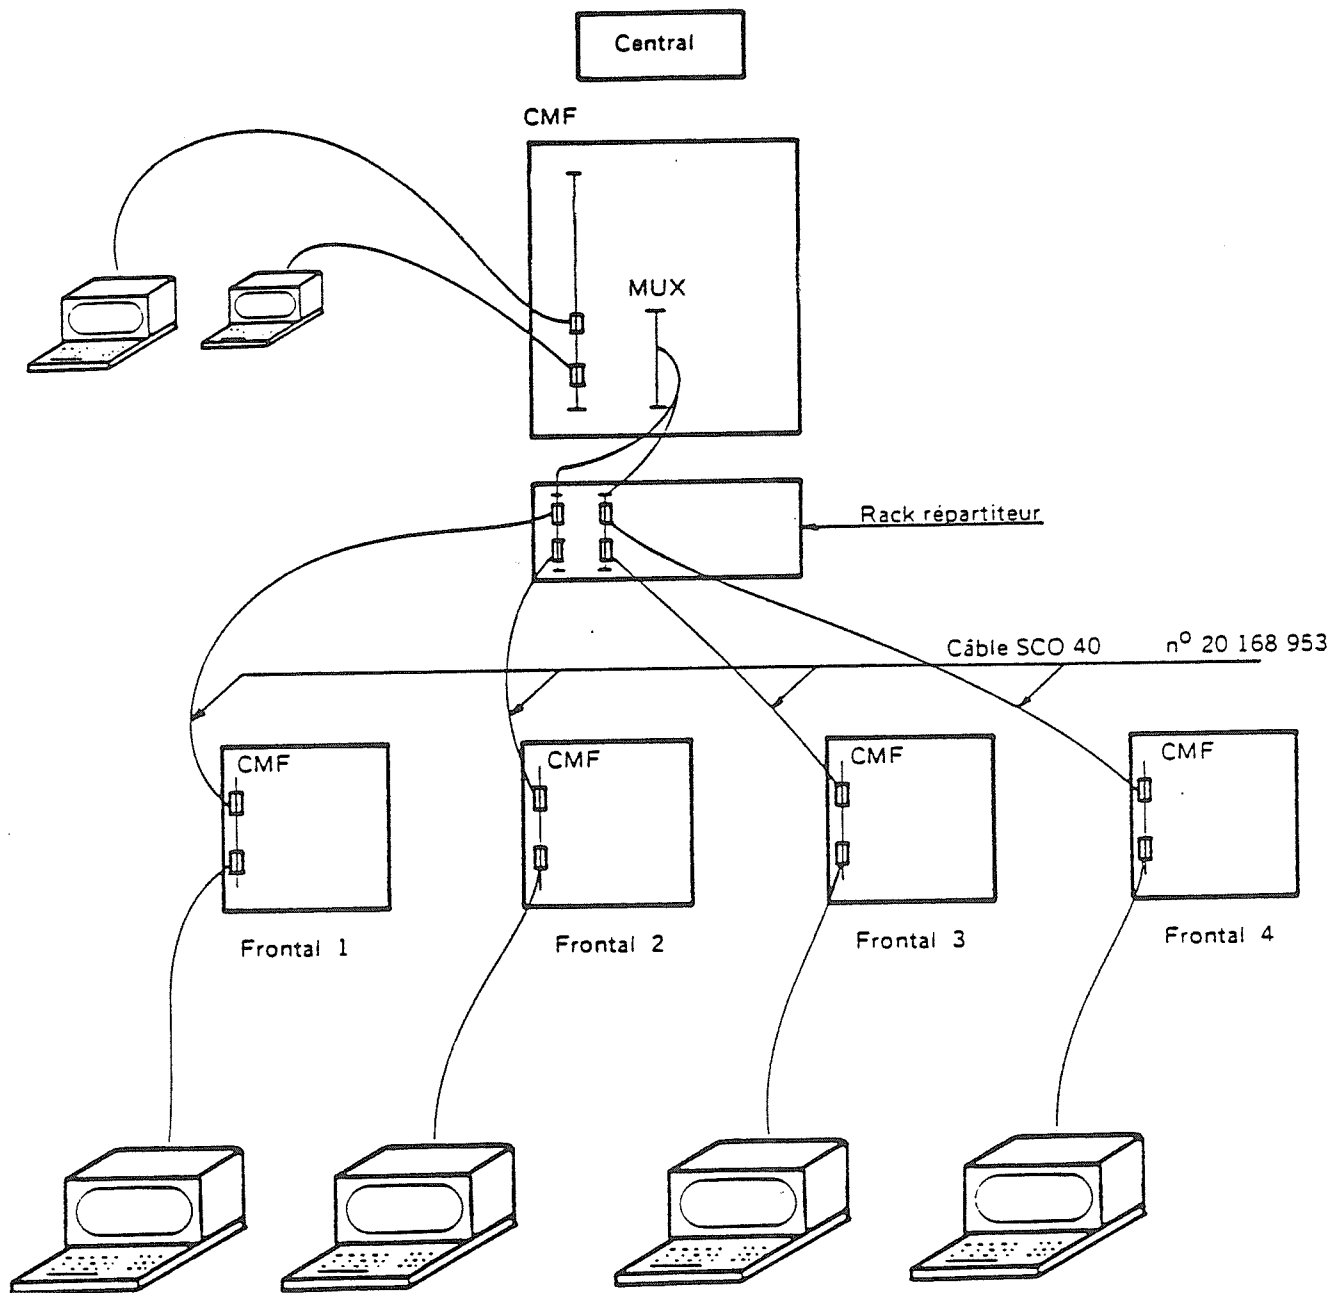 Central
CMF
MUX
Rack répartiteur
Câble SCO 40 nº 20 168 953
CMF
CMF
CMF
CMF
Frontal 1
Frontal 2
Frontal 3
Frontal 4